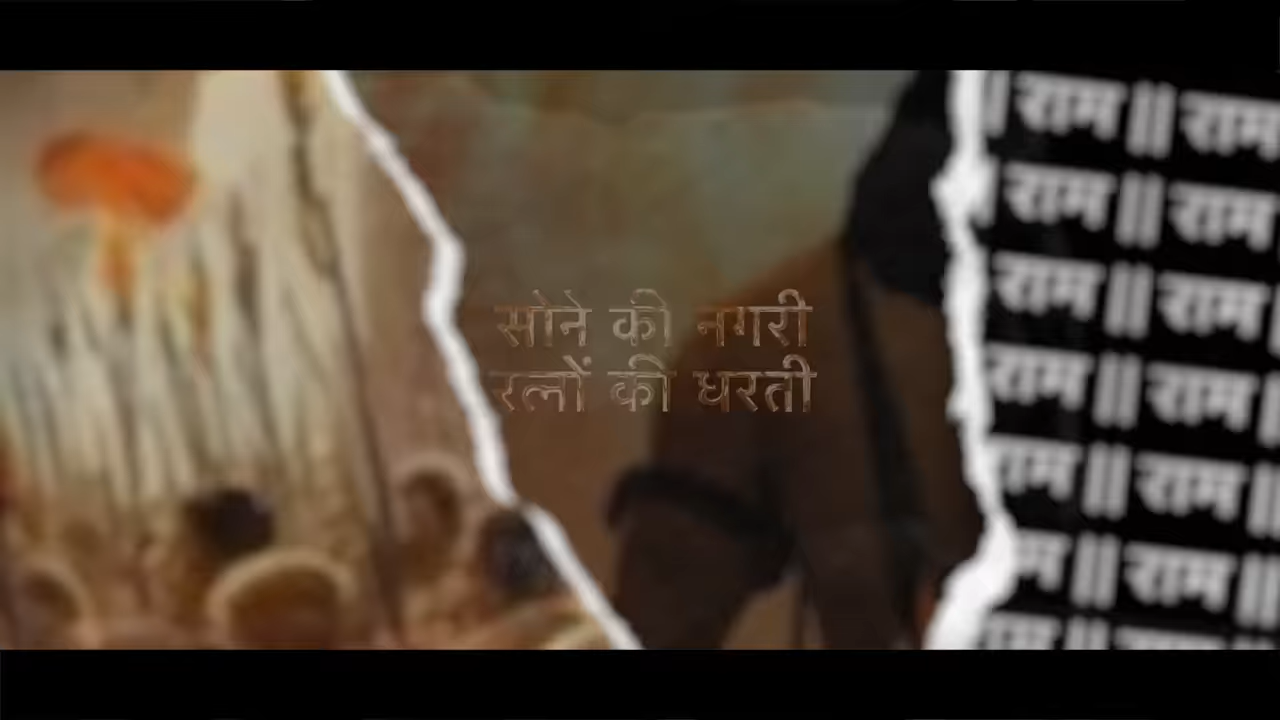 सोने की नगरी
रत्नों की धरती
| राम || राम
राम || राम
राम || राम
राम || राम |
राम || राम ||
राम || राम ||
राम || राम